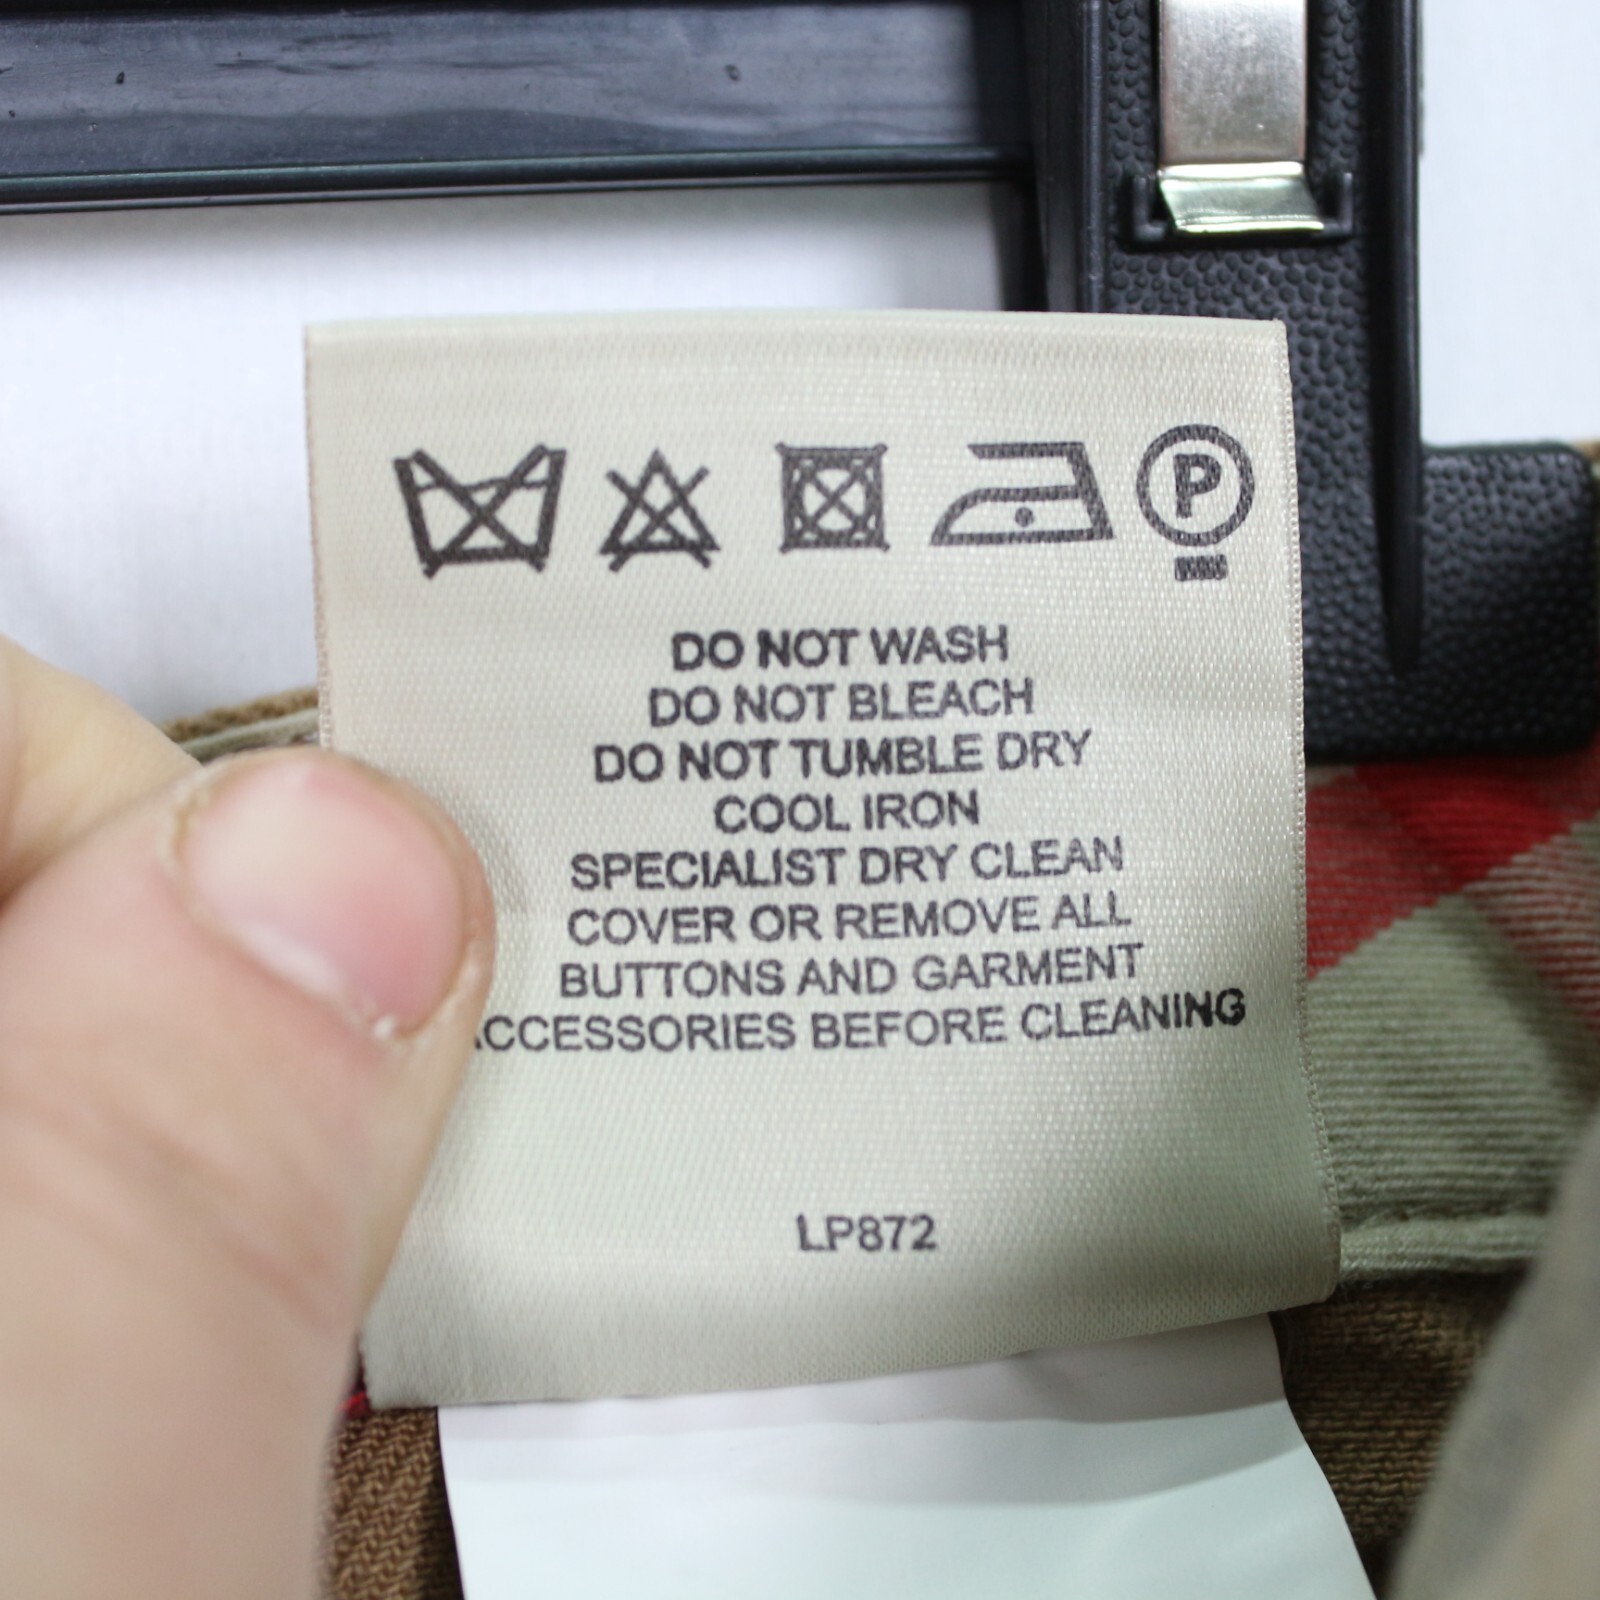 P
DO NOT WASH
DO NOT BLEACH
DO NOT TUMBLE DRY
COOL IRON
SPECIALIST DRY CLEAN
COVER OR REMOVE ALL
BUTTONS AND GARMENT
ACCESSORIES BEFORE CLEANING
LP872